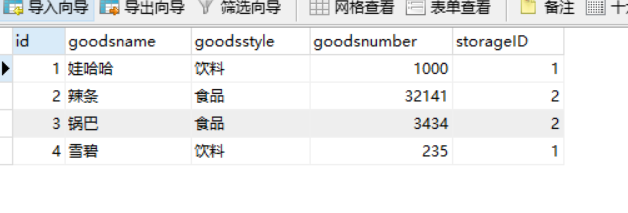 导入向导 导出向导 筛选向导 网格查看 表单查看 备注
id goodsname goodsstyle goodsnumber storageID
1 娃哈哈 饮料 1000 1
2 辣条 食品 32141 2
3 锅巴 食品 3434 2
4 雪碧 饮料 235 1